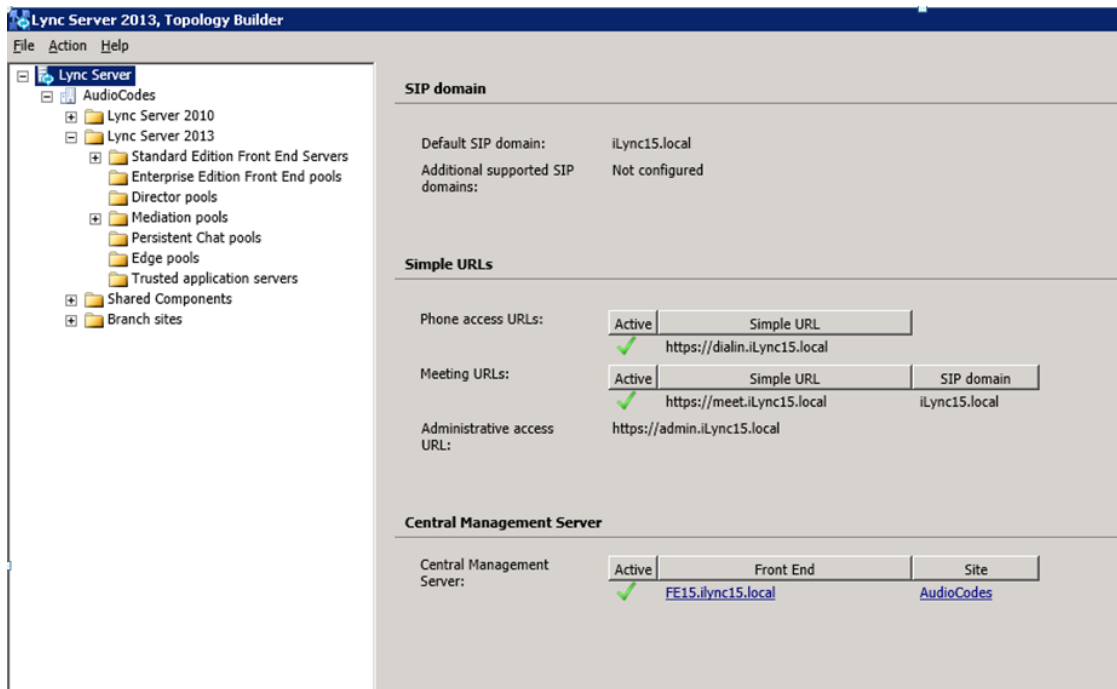 Lync Server 2013, Topology Builder
File Action Help
Lync Server
AudioCodes
Lync Server 2010
Lync Server 2013
Standard Edition Front End Servers
Enterprise Edition Front End pools
Director pools
Mediation pools
Persistent Chat pools
Edge pools
Trusted application servers
Shared Components
Branch sites
SIP domain
Default SIP domain: iLync15.local
Additional supported SIP Not configured
domains:
Simple URLs
Phone access URLs: Active Simple URL
https://dialin.iLync15.local
Meeting URLs: Active Simple URL SIP domain
https://meet.iLync15.local iLync15.local
Administrative access https://admin.iLync15.local
URL:
Central Management Server
Central Management Active Front End Site
Server: FE15.ilync15.local AudioCodes